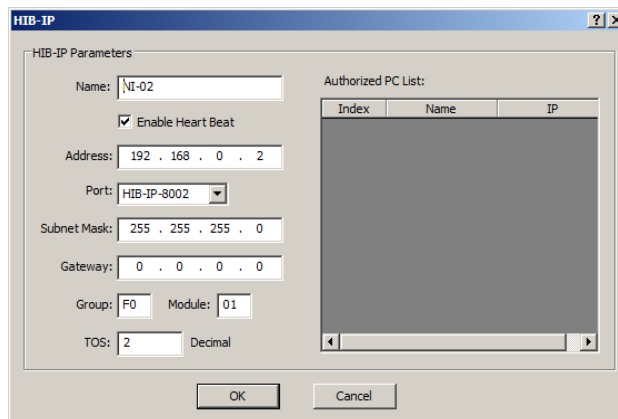 HIB-IP
HIB-IP Parameters
Name: NI-02
Enable Heart Beat
Address: 192 . 168 . 0 . 2
Port: HIB-IP-8002
Subnet Mask: 255 . 255 . 255 . 0
Gateway: 0 . 0 . 0 . 0
Group: F0 Module: 01
TOS: 2 Decimal
Authorized PC List:
Index Name IP
OK Cancel